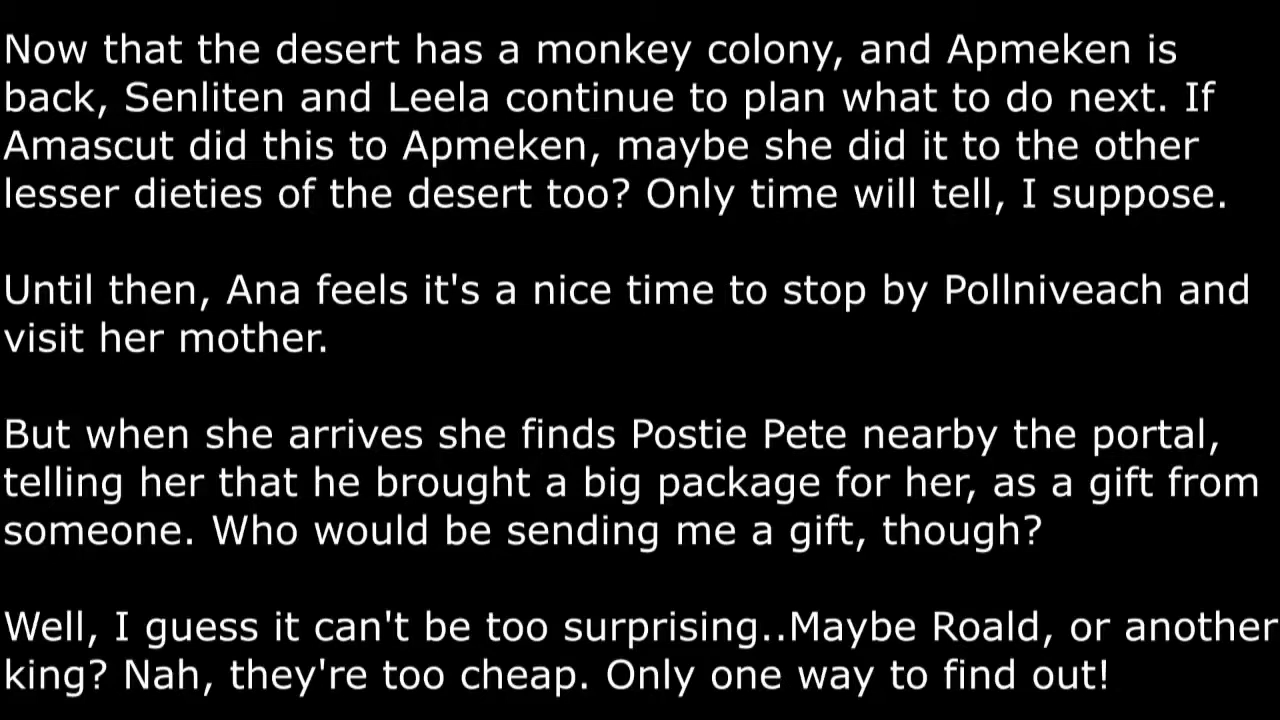 Now that the desert has a monkey colony, and Apmeken is
back, Senliten and Leela continue to plan what to do next. If
Amascut did this to Apmeken, maybe she did it to the other
lesser dieties of the desert too? Only time will tell, I suppose.
Until then, Ana feels it's a nice time to stop by Pollniveach and
visit her mother.
But when she arrives she finds Postie Pete nearby the portal,
telling her that he brought a big package for her, as a gift from
someone. Who would be sending me a gift, though?
Well, I guess it can't be too surprising..Maybe Roald, or another
king? Nah, they're too cheap. Only one way to find out!